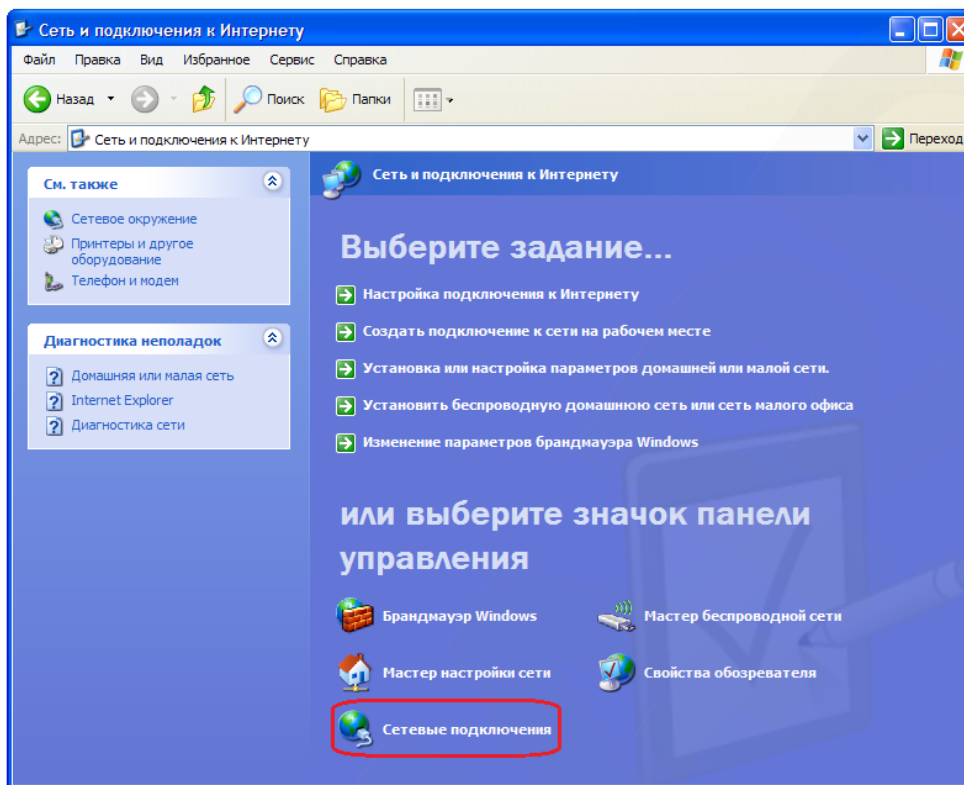 Сеть и подключения к Интернету
Файл Правка Вид Избранное Сервис Справка
Назад Поиск Папки
Адрес: Сеть и подключения к Интернету Переход
См. также
Сетевое окружение
Принтеры и другое
оборудование
Телефон и модем
Диагностика неполадок
Домашняя или малая сеть
Internet Explorer
Диагностика сети
Сеть и подключения к Интернету
Выберите задание...
Настройка подключения к Интернету
Создать подключение к сети на рабочем месте
Установка или настройка параметров домашней или малой сети.
Установить беспроводную домашнюю сеть или сеть малого офиса
Изменение параметров брандмауэра Windows
или выберите значок панели
управления
Брандмауэр Windows Мастер беспроводной сети
Мастер настройки сети Свойства обозревателя
Сетевые подключения